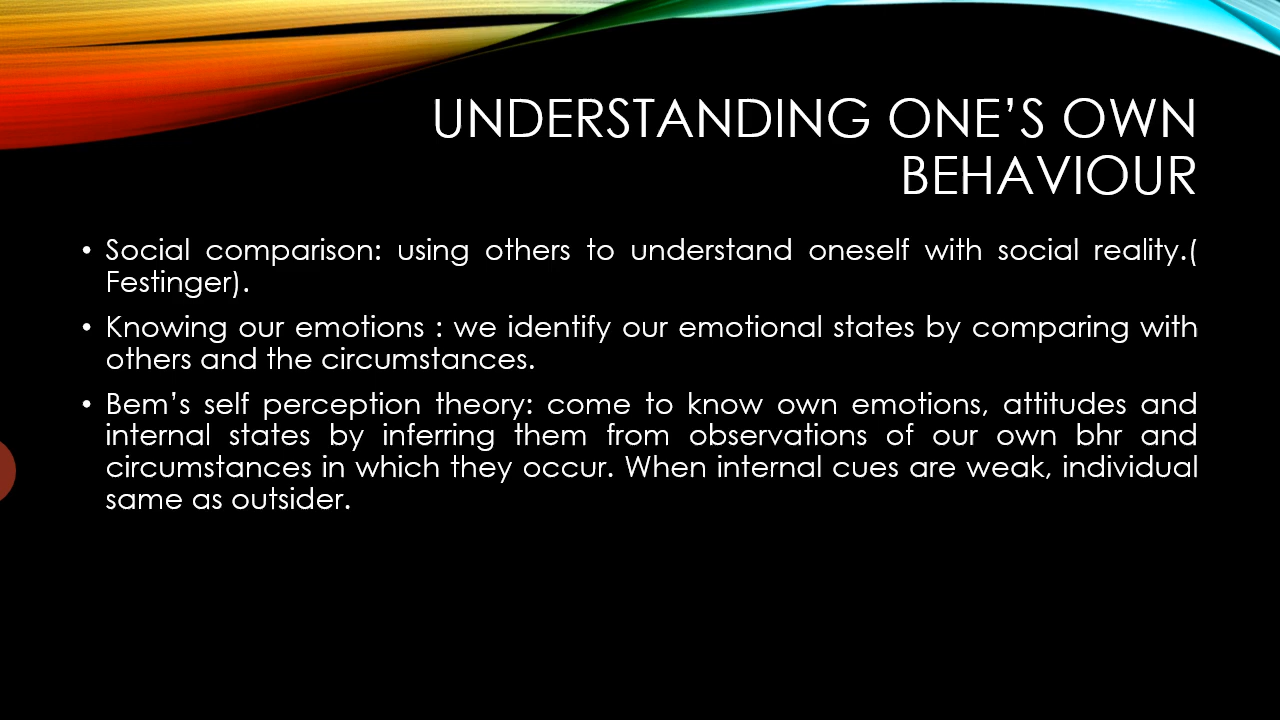 UNDERSTANDING ONE’S OWN
BEHAVIOUR
• Social comparison: using others to understand oneself with social reality.(
Festinger).
• Knowing our emotions : we identify our emotional states by comparing with
others and the circumstances.
• Bem’s self perception theory: come to know own emotions, attitudes and
internal states by inferring them from observations of our own bhr and
circumstances in which they occur. When internal cues are weak, individual
same as outsider.